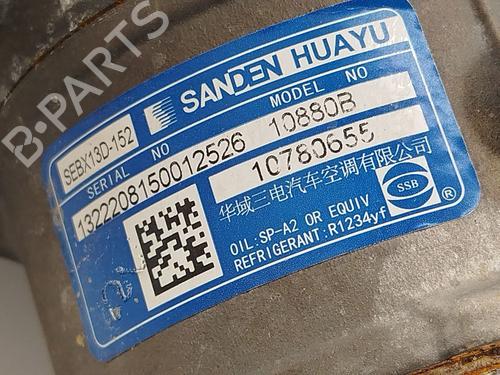 B-PARTS
SANDEN HUAYU
SEBX13D-152
MODEL NO
10880B
SERIAL NO
1322208150012526
10780655
华域三电汽车空调有限公司
SSB
®
OIL:SP-A2 OR EQUIV
REFRIGERANT:R1234yf